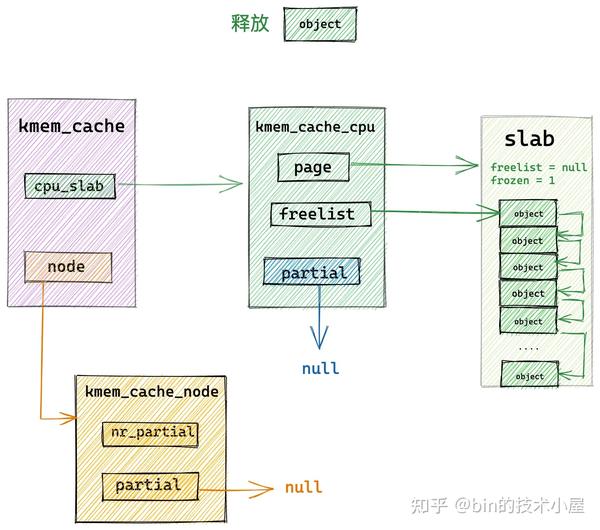 释放
object
kmem_cache
cpu_slab
node
kmem_cache_cpu
page
freelist
partial
null
slab
freelist = null
frozen = 1
object
object
object
object
object
....
object
kmem_cache_node
nr_partial
partial
null
知乎 @bin的技术小屋